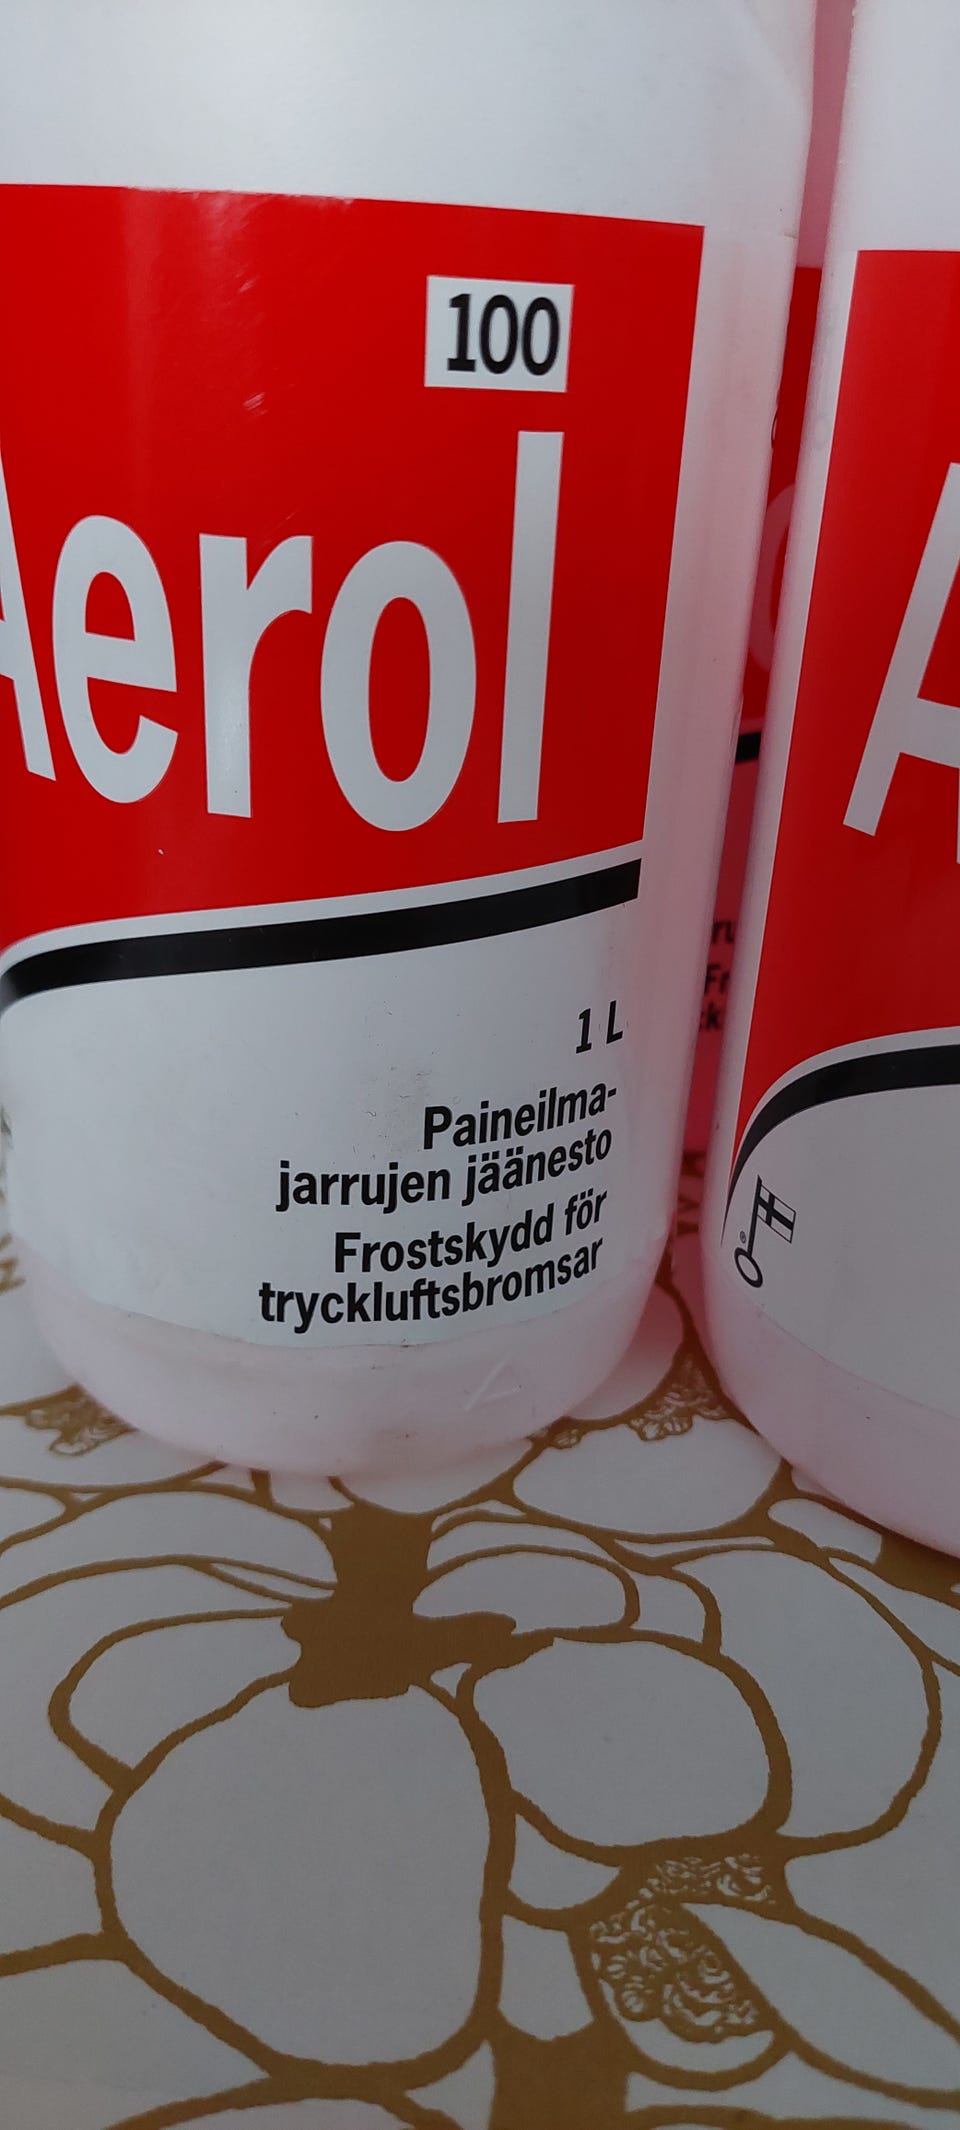 100
Aerol
1 L
Paineilma-
jarrujen jäänesto
Frostskydd för
tryckluftsbromsar
A